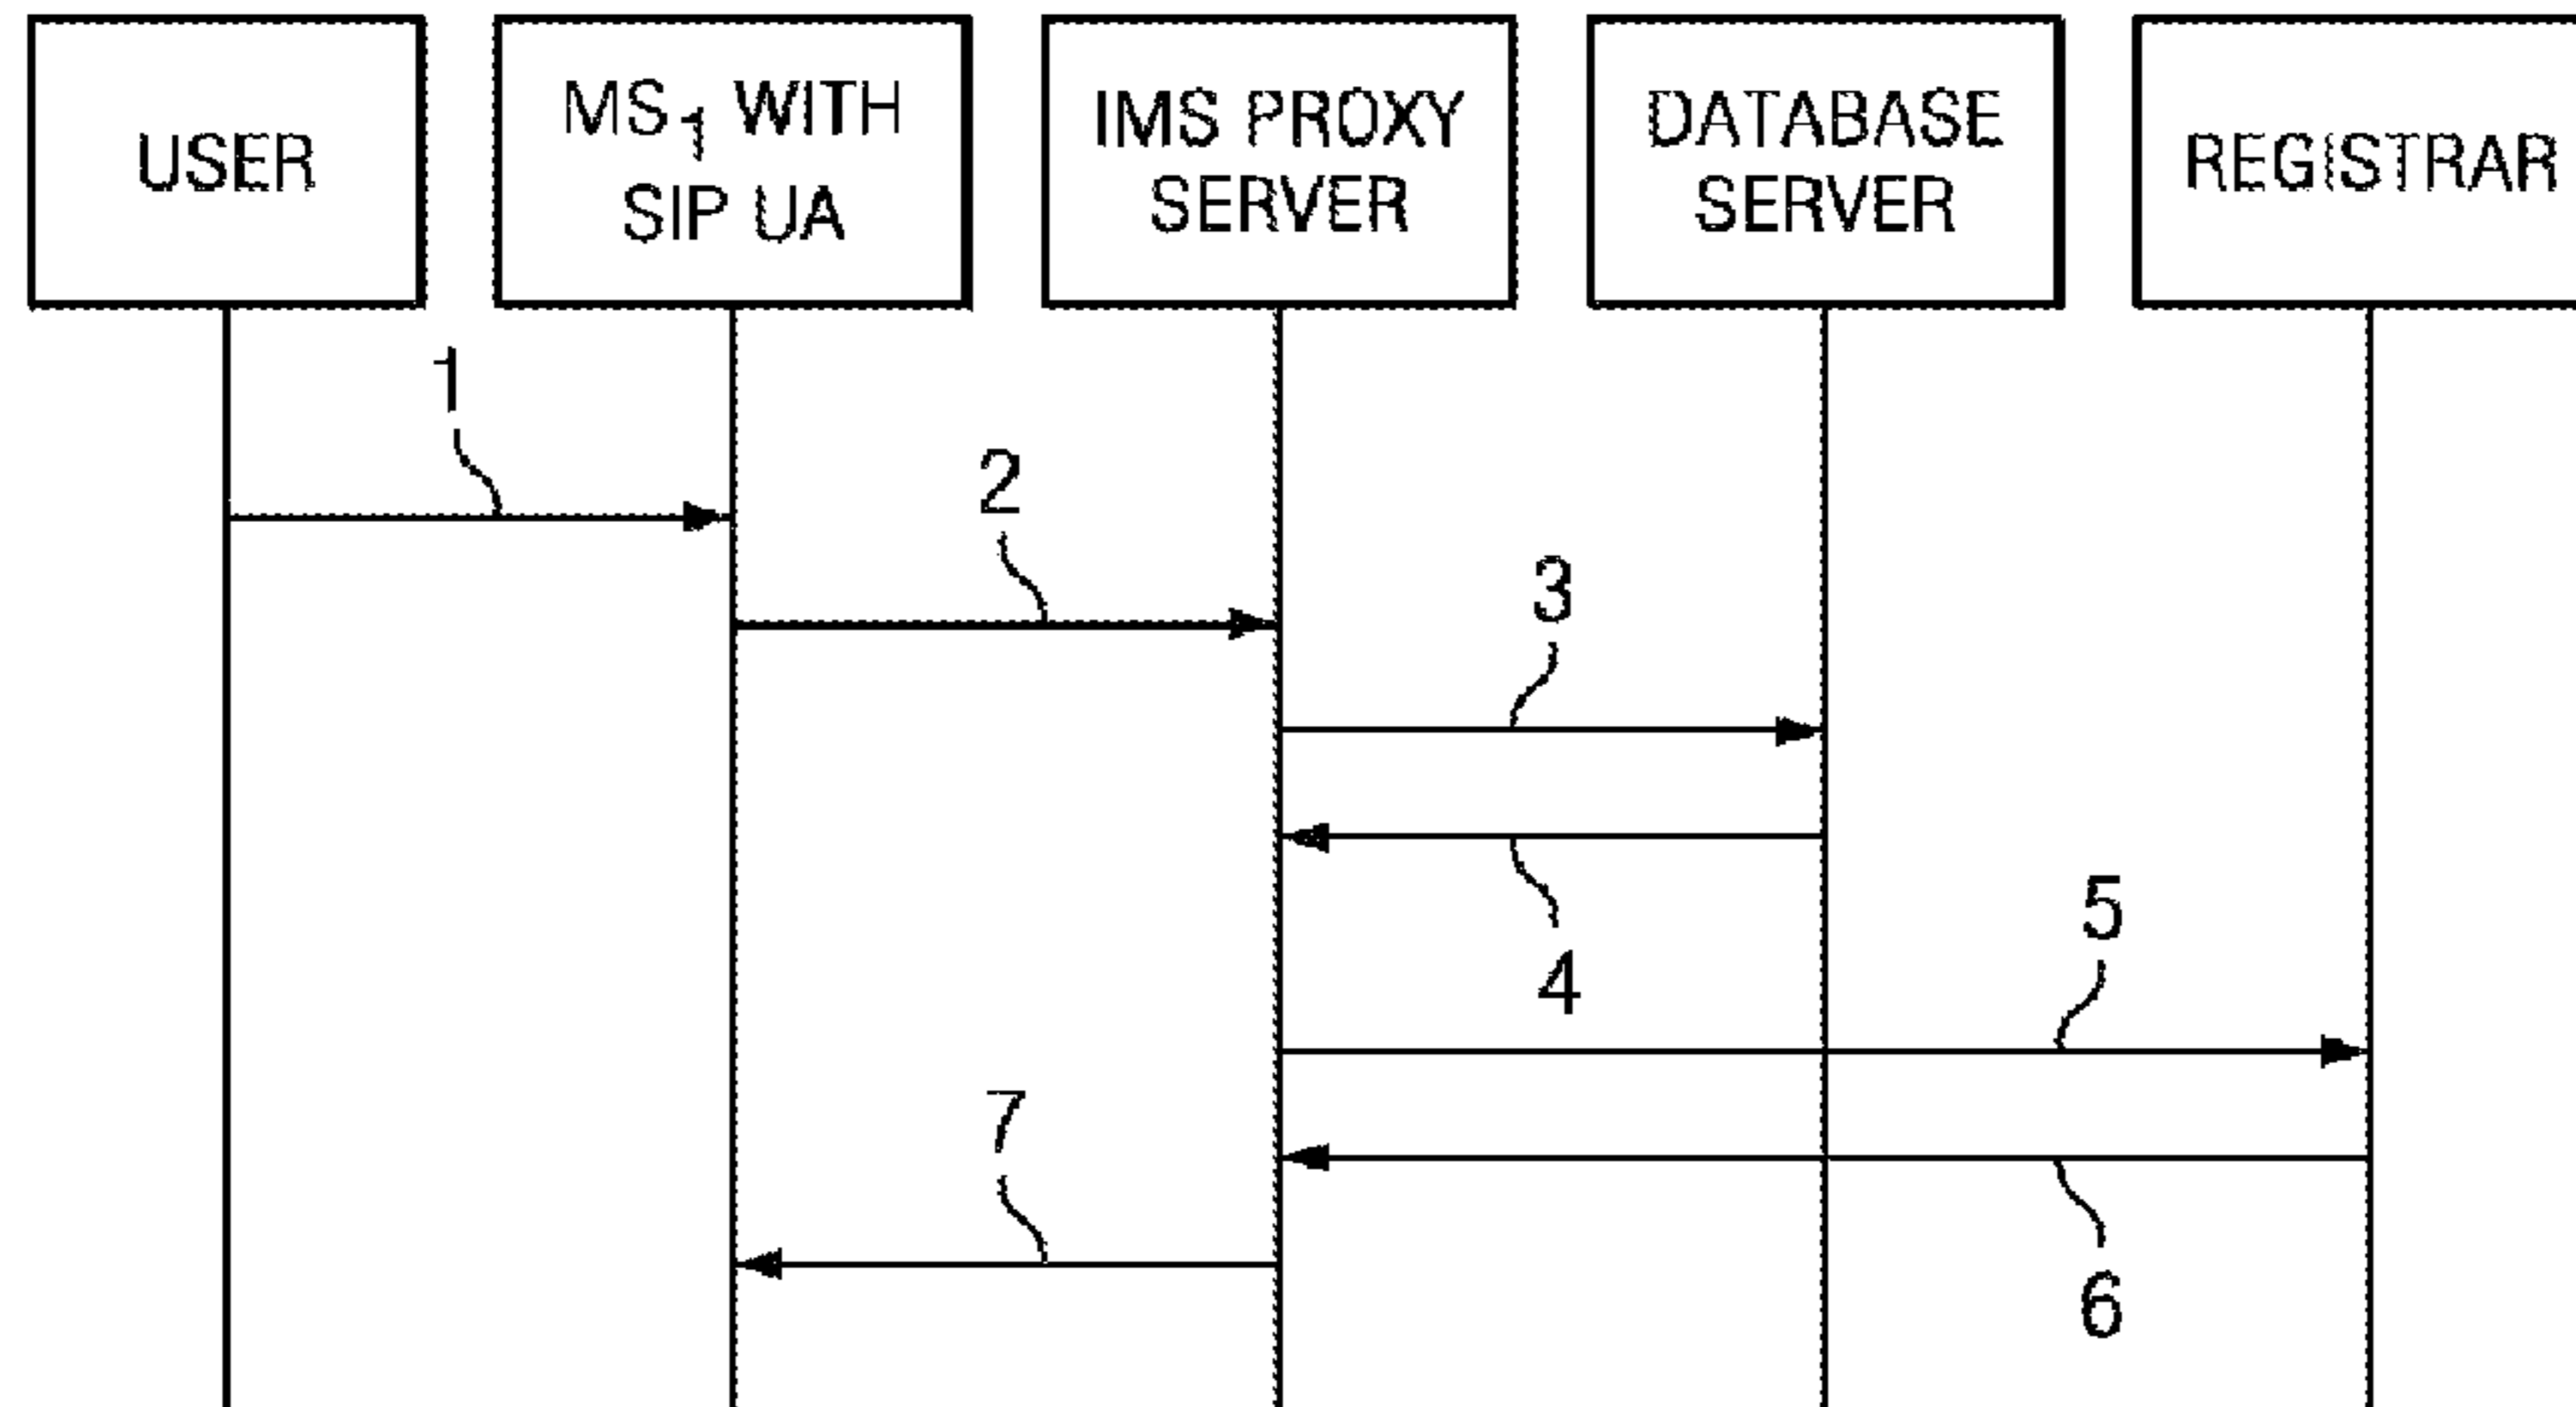 USER
MS1 WITH
SIP UA
IMS PROXY
SERVER
DATABASE
SERVER
REGISTRAR
1
2
3
4
5
7
6